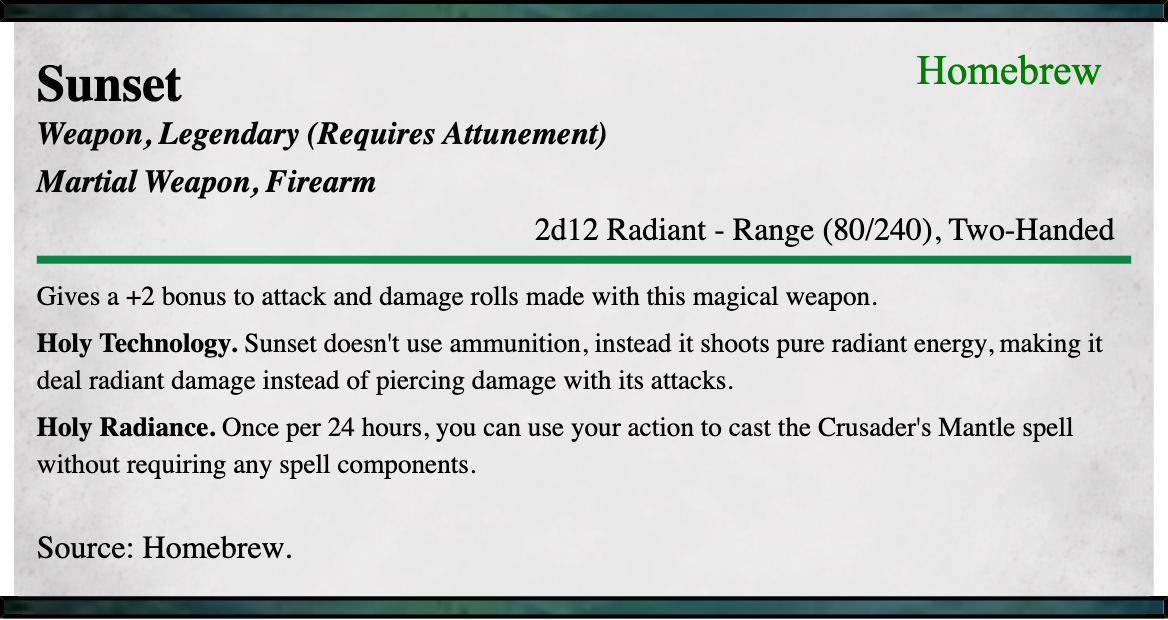 Sunset
Homebrew
Weapon, Legendary (Requires Attunement)
Martial Weapon, Firearm
2d12 Radiant - Range (80/240), Two-Handed
Gives a +2 bonus to attack and damage rolls made with this magical weapon.
Holy Technology. Sunset doesn't use ammunition, instead it shoots pure radiant energy, making it
deal radiant damage instead of piercing damage with its attacks.
Holy Radiance. Once per 24 hours, you can use your action to cast the Crusader's Mantle spell
without requiring any spell components.
Source: Homebrew.